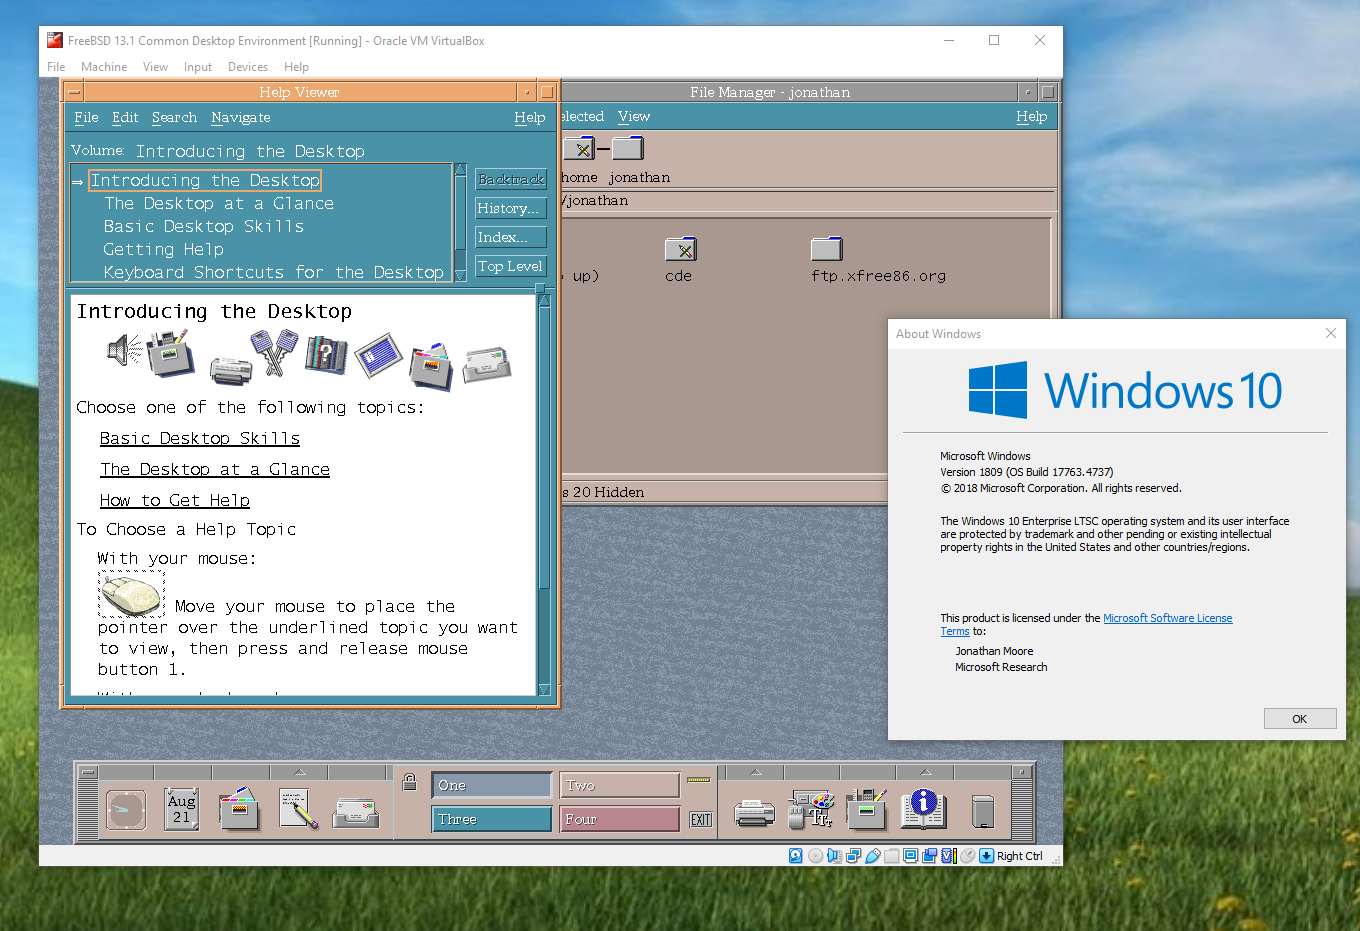 FreeBSD 13.1 Common Desktop Environment [Running] - Oracle VM VirtualBox
File Machine View Input Devices Help
Help Viewer
File Edit Search Navigate Help
Volume: Introducing the Desktop
⇒ Introducing the Desktop
The Desktop at a Glance
Basic Desktop Skills
Getting Help
Keyboard Shortcuts for the Desktop
Backtrack
History...
Index...
Top Level
Introducing the Desktop
Choose one of the following topics:
Basic Desktop Skills
The Desktop at a Glance
How to Get Help
To Choose a Help Topic
With your mouse:
Move your mouse to place the
pointer over the underlined topic you want
to view, then press and release mouse
button 1.
File Manager - jonathan
elected View Help
home jonathan
/jonathan
up) cde ftp.xfree86.org
s 20 Hidden
About Windows
Windows 10
Microsoft Windows
Version 1809 (OS Build 17763.4737)
© 2018 Microsoft Corporation. All rights reserved.
The Windows 10 Enterprise LTSC operating system and its user interface
are protected by trademark and other pending or existing intellectual
property rights in the United States and other countries/regions.
This product is licensed under the Microsoft Software License
Terms to:
Jonathan Moore
Microsoft Research
OK
Aug
21
One Two
Three Four
EXIT
Right Ctrl